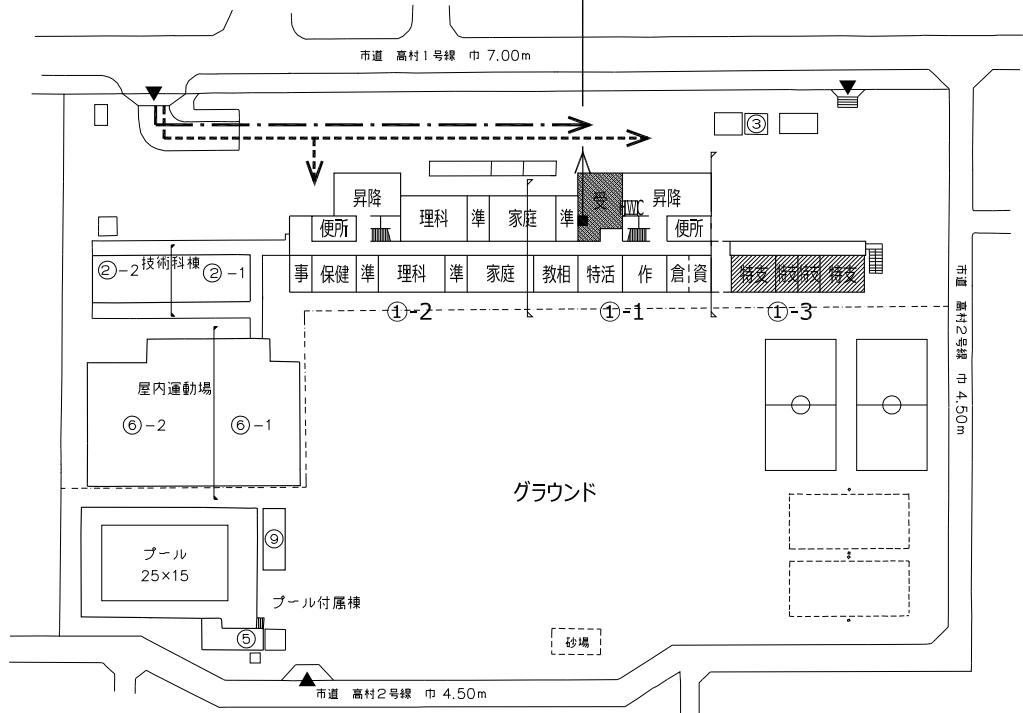 市道 高村1号線 巾 7.00m
③
昇降
受
昇降
理科
準
家庭
準
HWC
便所
便所
②-2
技術科棟
②-1
事
保健
準
理科
準
家庭
教相
特活
作
倉
資
特支
特支
特支
特支
①-2
①-1
①-3
市道 高村2号線 巾 4.50m
屋内運動場
⑥-2
⑥-1
グラウンド
⑨
プール
25×15
プール付属棟
⑤
砂場
市道 高村2号線 巾 4.50m